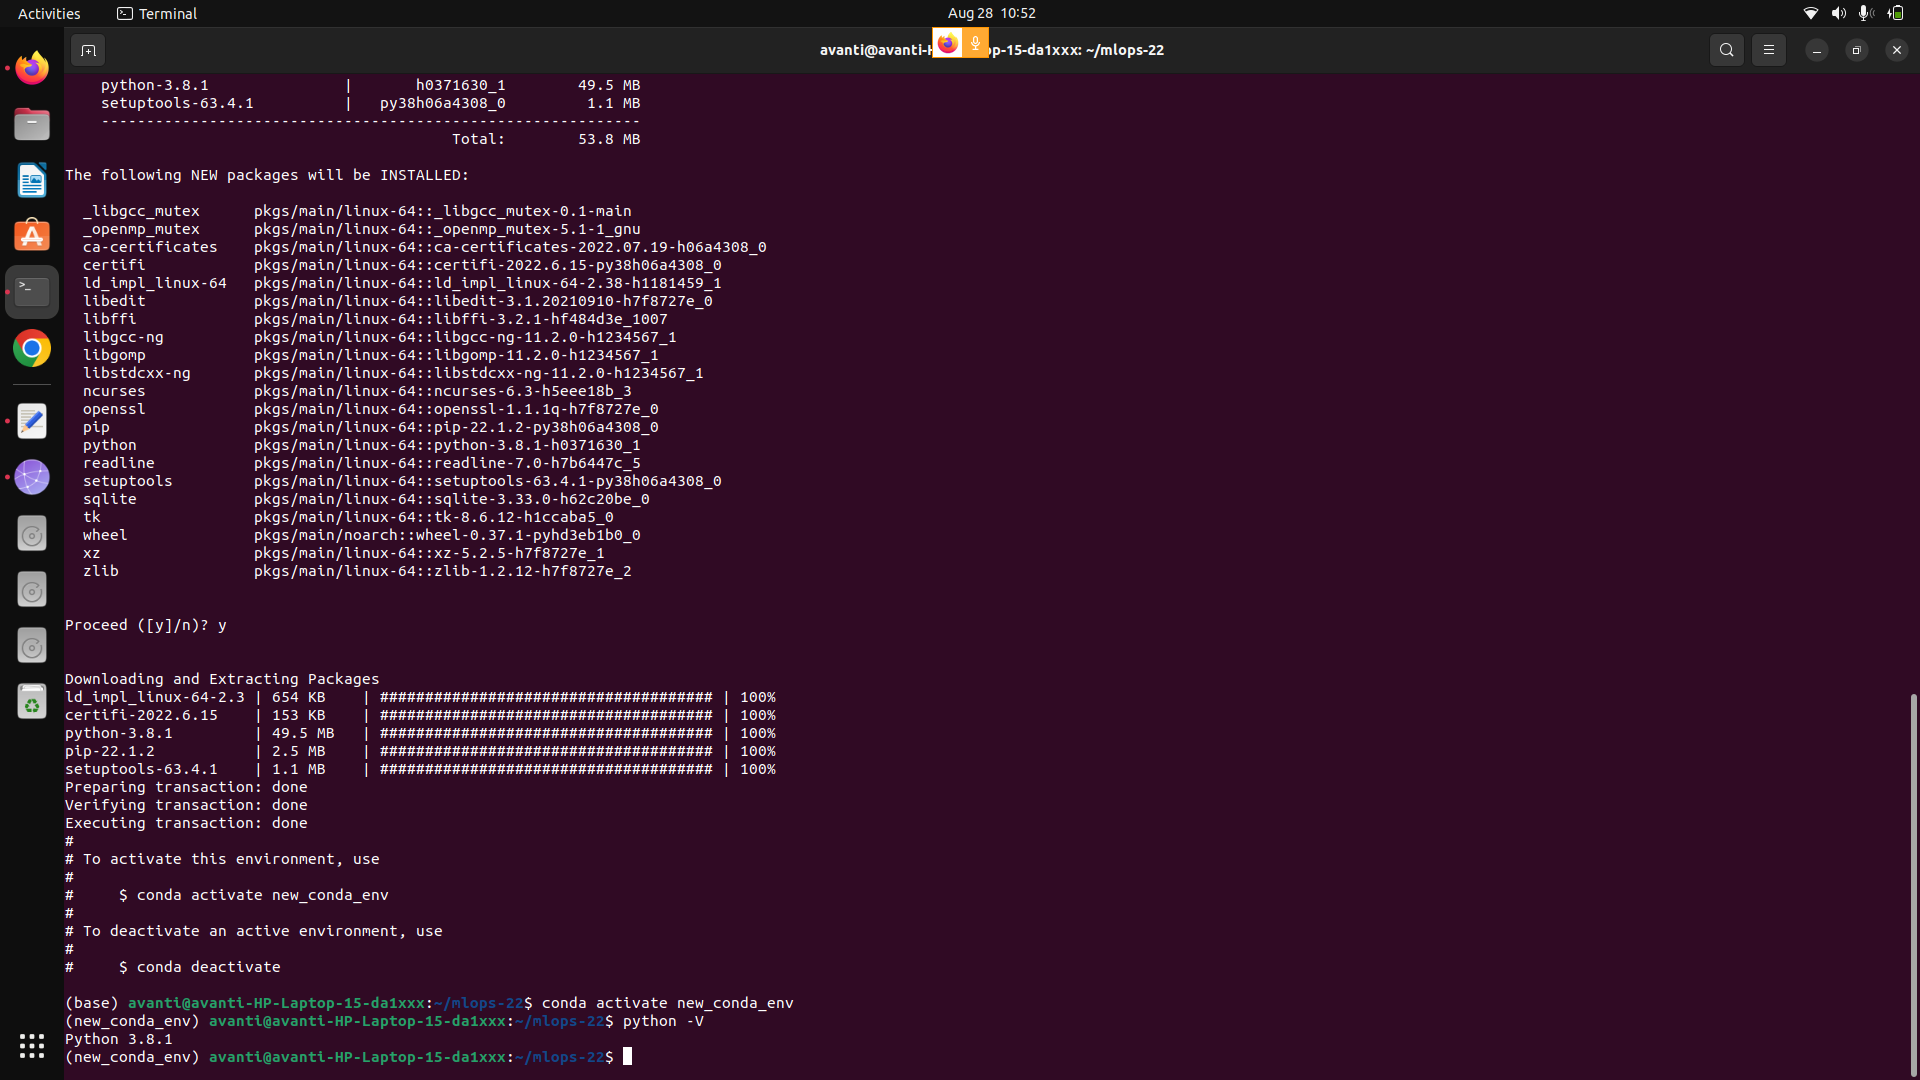 Activities Terminal Aug 28 10:52
avanti@avanti-H p-15-da1xxx: ~/mlops-22
python-3.8.1 | h0371630_1 49.5 MB
setuptools-63.4.1 | py38h06a4308_0 1.1 MB
------------------------------------------------------------
Total: 53.8 MB
The following NEW packages will be INSTALLED:
_libgcc_mutex pkgs/main/linux-64::_libgcc_mutex-0.1-main
_openmp_mutex pkgs/main/linux-64::_openmp_mutex-5.1-1_gnu
ca-certificates pkgs/main/linux-64::ca-certificates-2022.07.19-h06a4308_0
certifi pkgs/main/linux-64::certifi-2022.6.15-py38h06a4308_0
ld_impl_linux-64 pkgs/main/linux-64::ld_impl_linux-64-2.38-h1181459_1
libedit pkgs/main/linux-64::libedit-3.1.20210910-h7f8727e_0
libffi pkgs/main/linux-64::libffi-3.2.1-hf484d3e_1007
libgcc-ng pkgs/main/linux-64::libgcc-ng-11.2.0-h1234567_1
libgomp pkgs/main/linux-64::libgomp-11.2.0-h1234567_1
libstdcxx-ng pkgs/main/linux-64::libstdcxx-ng-11.2.0-h1234567_1
ncurses pkgs/main/linux-64::ncurses-6.3-h5eee18b_3
openssl pkgs/main/linux-64::openssl-1.1.1q-h7f8727e_0
pip pkgs/main/linux-64::pip-22.1.2-py38h06a4308_0
python pkgs/main/linux-64::python-3.8.1-h0371630_1
readline pkgs/main/linux-64::readline-7.0-h7b6447c_5
setuptools pkgs/main/linux-64::setuptools-63.4.1-py38h06a4308_0
sqlite pkgs/main/linux-64::sqlite-3.33.0-h62c20be_0
tk pkgs/main/linux-64::tk-8.6.12-h1ccaba5_0
wheel pkgs/main/noarch::wheel-0.37.1-pyhd3eb1b0_0
xz pkgs/main/linux-64::xz-5.2.5-h7f8727e_1
zlib pkgs/main/linux-64::zlib-1.2.12-h7f8727e_2
Proceed ([y]/n)? y
Downloading and Extracting Packages
ld_impl_linux-64-2.3 | 654 KB | ##################################### | 100%
certifi-2022.6.15 | 153 KB | ##################################### | 100%
python-3.8.1 | 49.5 MB | ##################################### | 100%
pip-22.1.2 | 2.5 MB | ##################################### | 100%
setuptools-63.4.1 | 1.1 MB | ##################################### | 100%
Preparing transaction: done
Verifying transaction: done
Executing transaction: done
#
# To activate this environment, use
#
# $ conda activate new_conda_env
#
# To deactivate an active environment, use
#
# $ conda deactivate
(base) avanti@avanti-HP-Laptop-15-da1xxx:~/mlops-22$ conda activate new_conda_env
(new_conda_env) avanti@avanti-HP-Laptop-15-da1xxx:~/mlops-22$ python -V
Python 3.8.1
(new_conda_env) avanti@avanti-HP-Laptop-15-da1xxx:~/mlops-22$